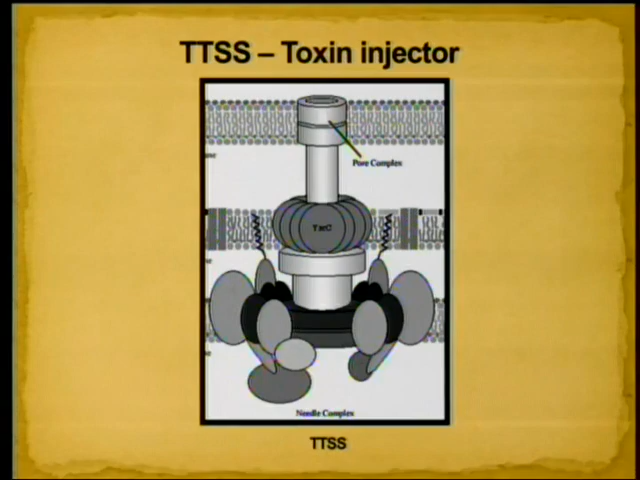 TTSS – Toxin injector
Pore Complex
YscC
Needle Complex
TTSS